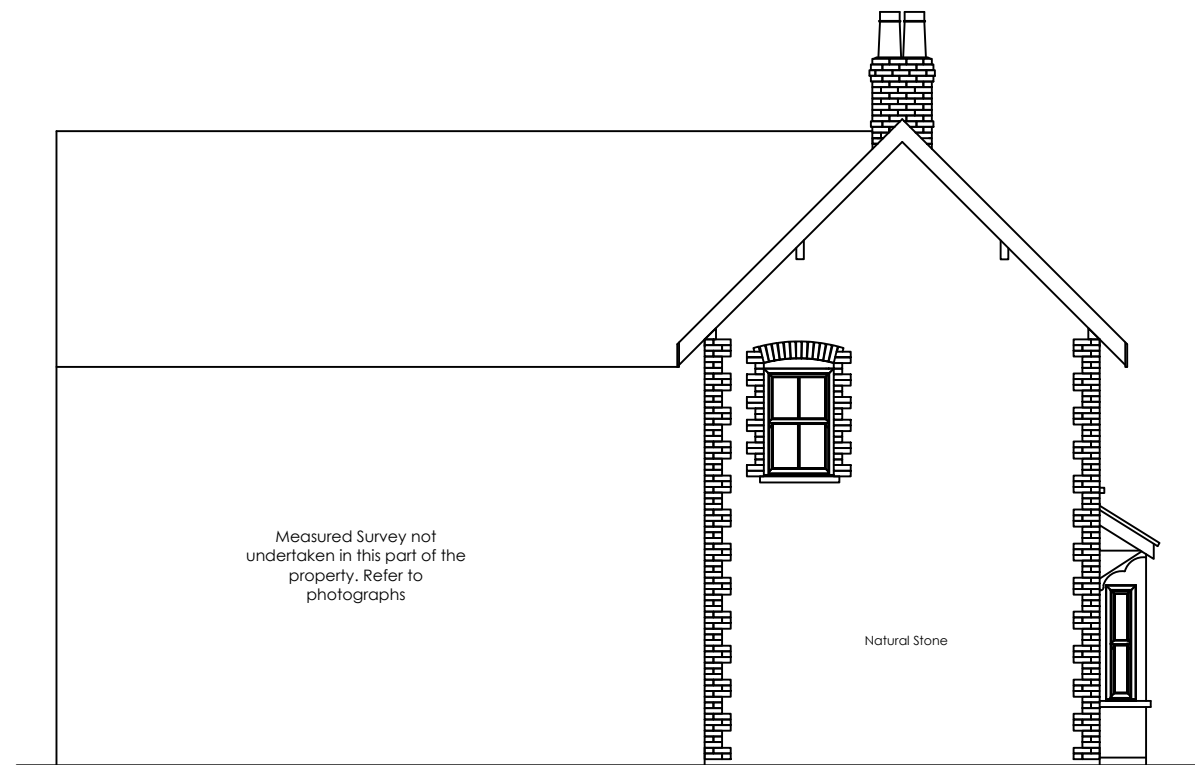 Measured Survey not
undertaken in this part of the
property. Refer to
photographs
Natural Stone